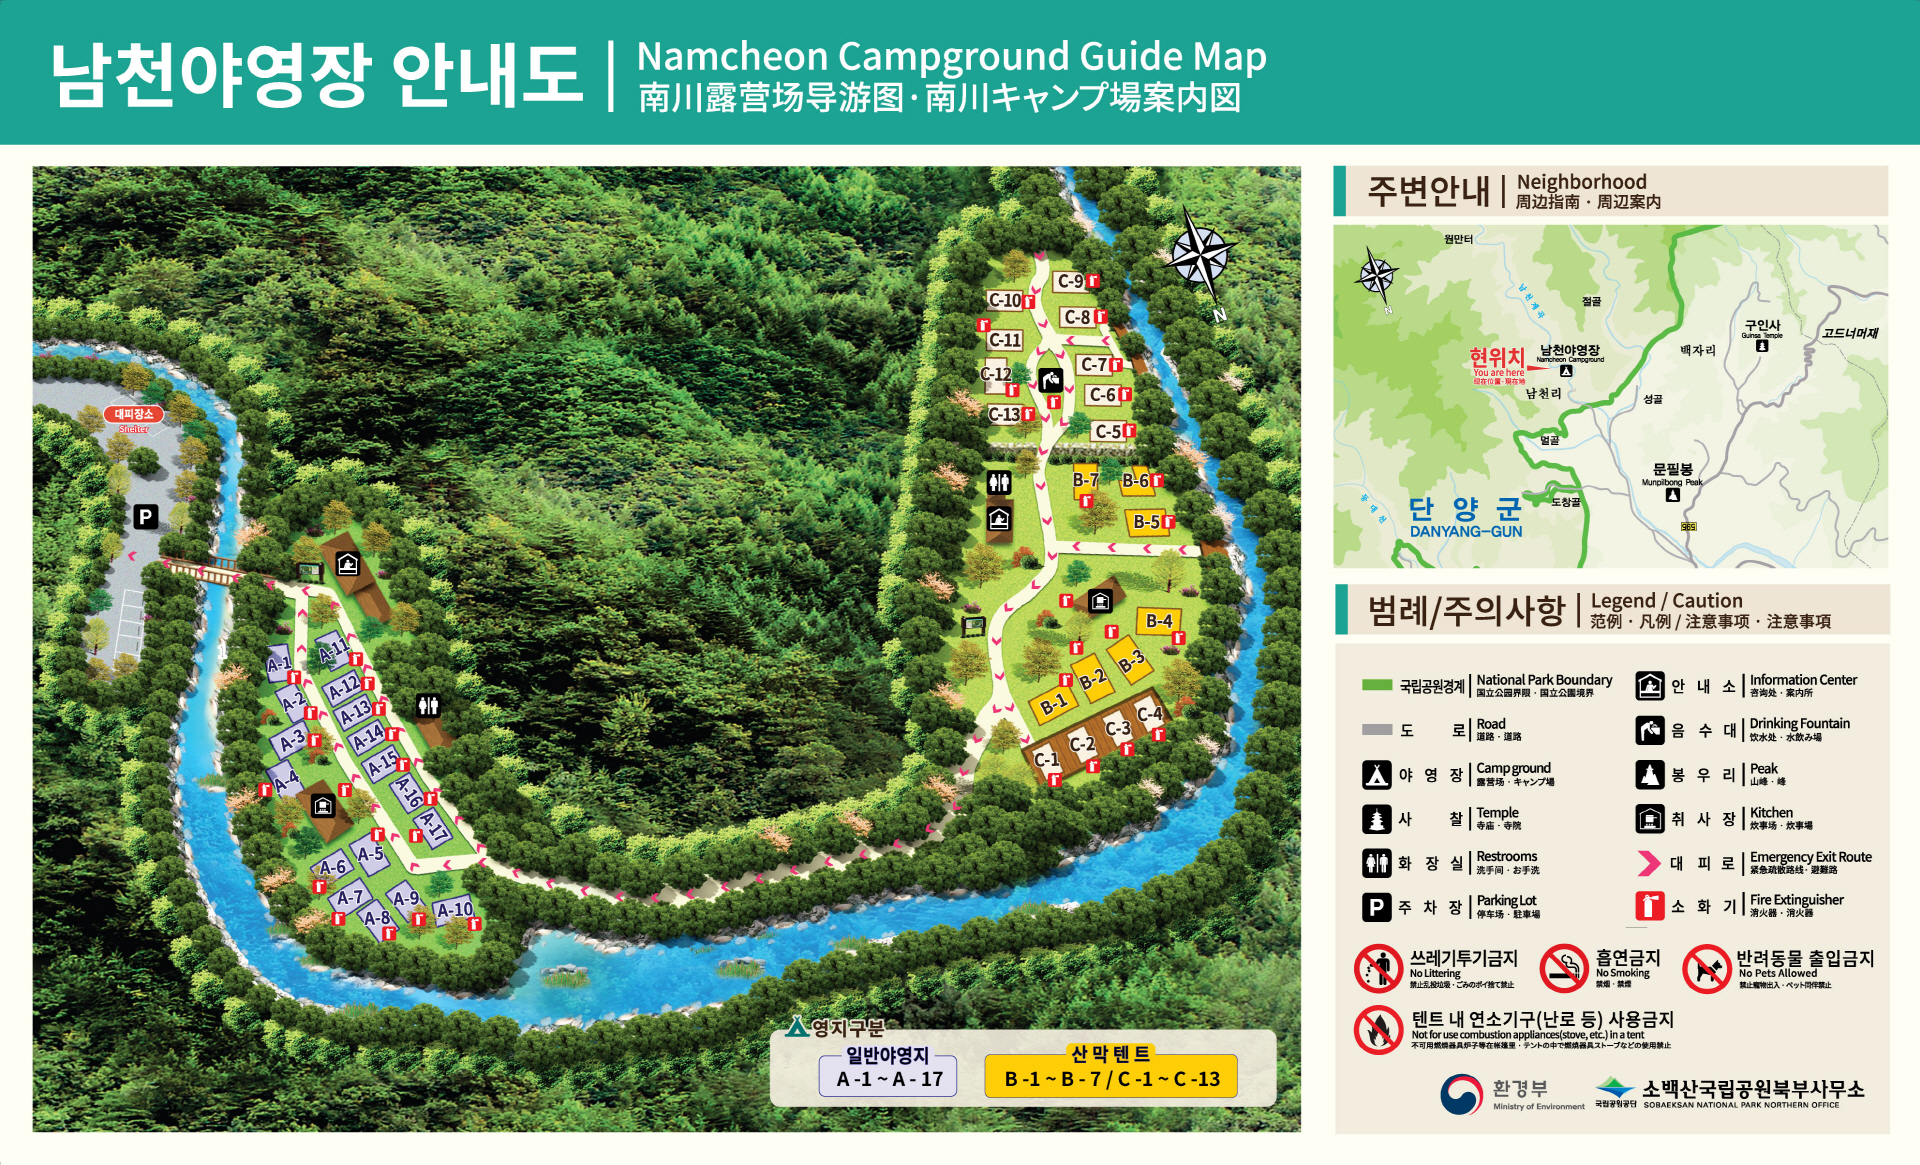 남천야영장 안내도
Namcheon Campground Guide Map
南川露营场导游图 · 南川キャンプ場案内図
N
C-9
C-10
C-8
C-11
C-7
C-12
C-6
C-13
C-5
B-7
B-6
B-5
B-4
B-3
B-2
B-1
C-4
C-3
C-2
C-1
대피장소
Shelter
P
A-11
A-1
A-12
A-2
A-13
A-3
A-14
A-15
A-4
A-16
A-17
A-5
A-6
A-7
A-9
A-8
A-10
영지구분
일반야영지
A -1 ~ A - 17
산막텐트
B -1 ~ B - 7 / C -1 ~ C -13
주변안내
Neighborhood
周边指南 · 周辺案内
원만터
N
남천계곡
절골
구인사
Guinsa Temple
고드너머재
현위치
You are here
现在位置·現在地
남천야영장
Namcheon Campground
백자리
남천리
성골
멀골
문필봉
Munpilbong Peak
도창골
단양군
DANYANG-GUN
범례/주의사항
Legend / Caution
范例 · 凡例 / 注意事项 · 注意事項
국립공원경계
National Park Boundary
国立公园界限 · 国立公園境界
도로
Road
道路 · 道路
야영장
Camp ground
露营场 · キャンプ場
사찰
Temple
寺庙 · 寺院
화장실
Restrooms
洗手间 · お手洗
P
주차장
Parking Lot
停车场 · 駐車場
안내소
Information Center
咨询处 · 案内所
음수대
Drinking Fountain
饮水处 · 水飲み場
봉우리
Peak
山峰 · 峰
취사장
Kitchen
炊事场 · 炊事場
대피로
Emergency Exit Route
紧急疏散路线 · 避難路
소화기
Fire Extinguisher
消火器 · 消火器
쓰레기투기금지
No Littering
禁止乱投垃圾 · ごみのポイ捨て禁止
흡연금지
No Smoking
禁烟 · 禁煙
반려동물 출입금지
No Pets Allowed
禁止寵物出入 · ペット同伴禁止
텐트 내 연소기구(난로 등) 사용금지
Not for use combustion appliances(stove, etc.) in a tent
不可用燃烧器具炉子等在帐篷里 · テントの中で燃焼器具ストーブなどの使用禁止
환경부
Ministry of Environment
국립공원공단
소백산국립공원북부사무소
SOBAEKSAN NATIONAL PARK NORTHERN OFFICE